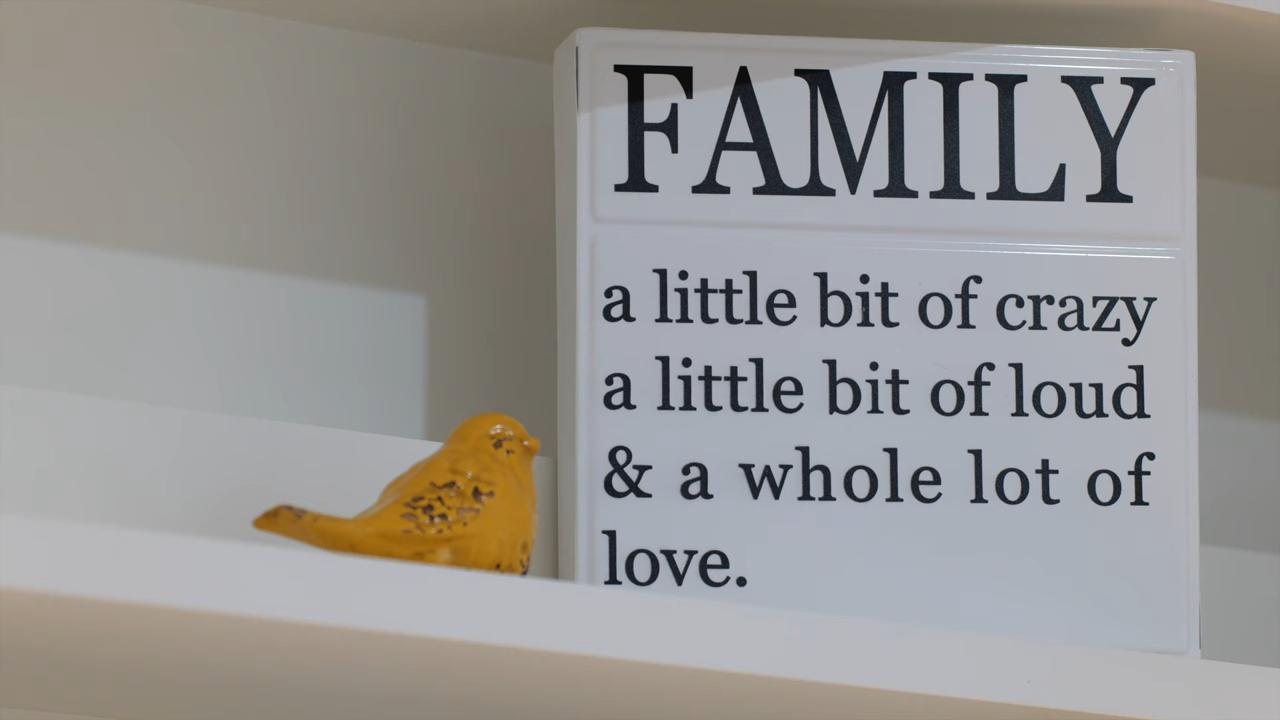 FAMILY
a little bit of crazy
a little bit of loud
& a whole lot of
love.